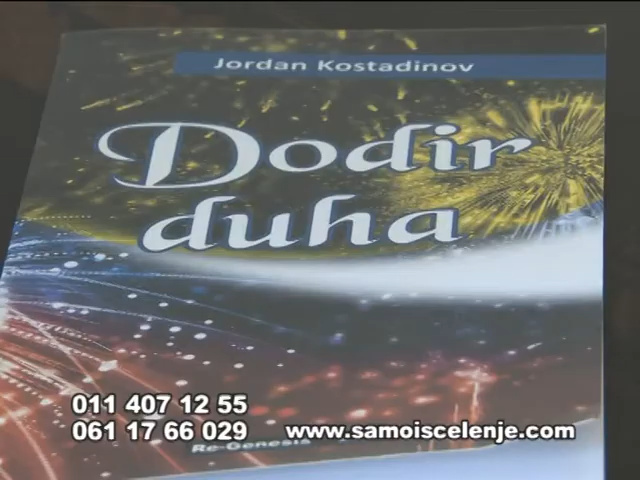 Jordan Kostadinov
Dodir
duha
011 407 12 55
061 17 66 029 www.samoiscelenje.com
Re-Genesis